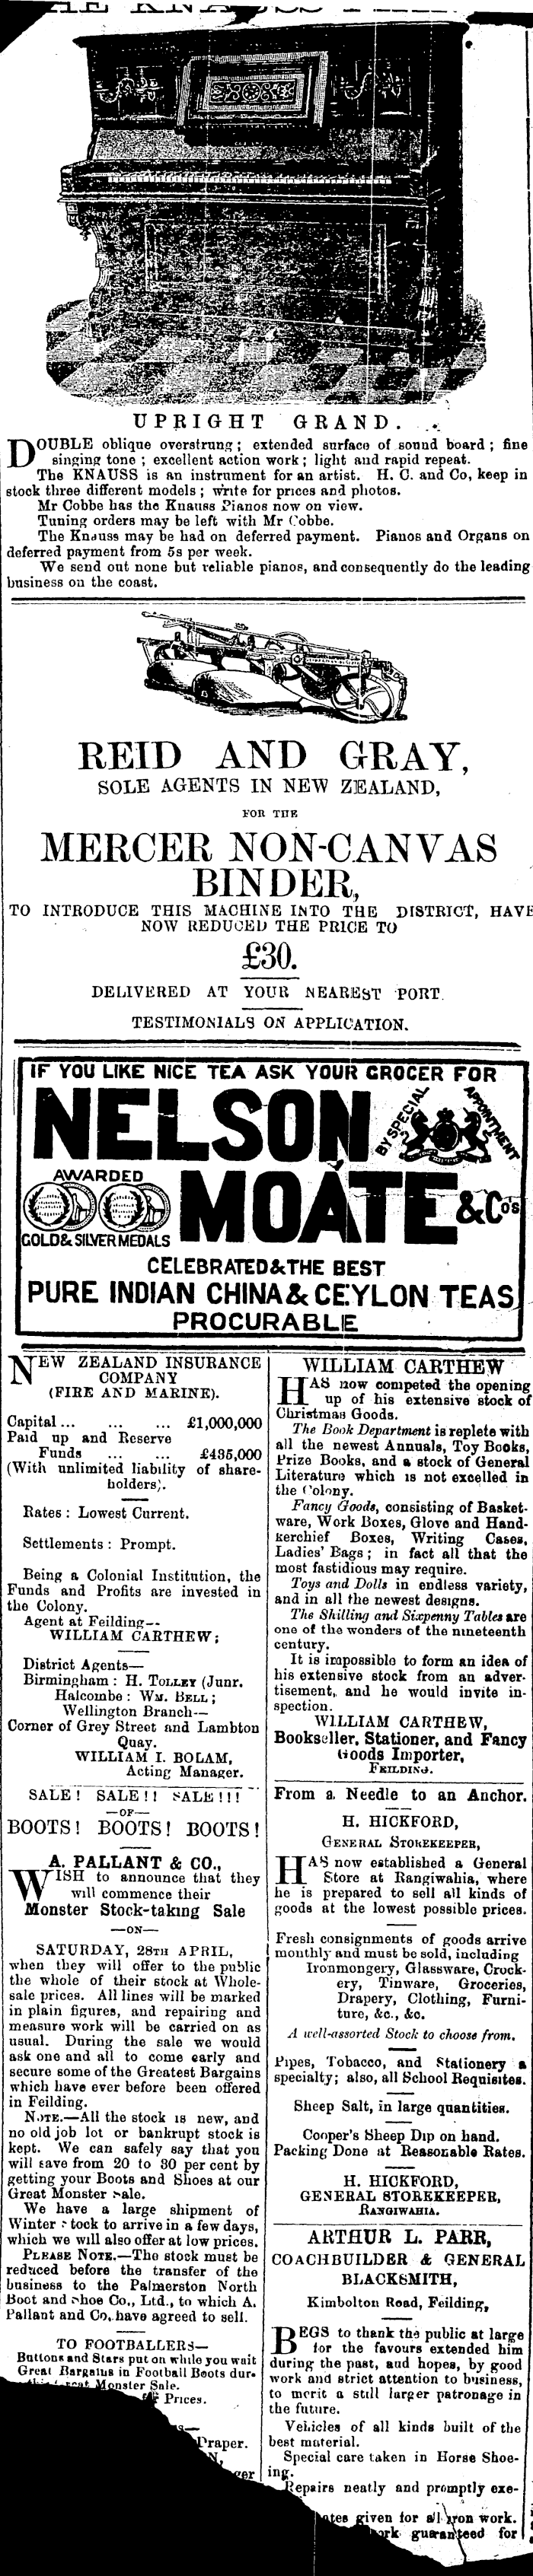 THE KNAUSS
UPRIGHT GRAND.
DOUBLE oblique overstrung; extended surface of sound board; fine
singing tone; excellent action work; light and rapid repeat.
The KNAUSS is an instrument for an artist. H. C. and Co, keep in
stock three different models; write for prices and photos.
Mr Cobbe has the Knauss Pianos now on view.
Tuning orders may be left with Mr Cobbe.
The Knauss may be had on deferred payment. Pianos and Organs on
deferred payment from 5s per week.
We send out none but reliable pianos, and consequently do the leading
business on the coast.
REID AND GRAY,
SOLE AGENTS IN NEW ZEALAND,
FOR THE
MERCER NON-CANVAS
BINDER,
TO INTRODUCE THIS MACHINE INTO THE DISTRICT, HAVE
NOW REDUCED THE PRICE TO
£30.
DELIVERED AT YOUR NEAREST PORT.
TESTIMONIALS ON APPLICATION.
IF YOU LIKE NICE TEA ASK YOUR GROCER FOR
NELSON
BY SPECIAL APPOINTMENT
AWARDED
GOLD & SILVER MEDALS
MOATE & Co's
CELEBRATED & THE BEST
PURE INDIAN CHINA & CEYLON TEAS
PROCURABLE
NEW ZEALAND INSURANCE
COMPANY
(FIRE AND MARINE).
Capital ... ... ... £1,000,000
Paid up and Reserve
Funds ... ... £435,000
(With unlimited liability of share-
holders).
Rates: Lowest Current.
Settlements: Prompt.
Being a Colonial Institution, the
Funds and Profits are invested in
the Colony.
Agent at Feilding--
WILLIAM CARTHEW;
District Agents—
Birmingham: H. TOLLEY (Junr.
Halcombe: WM. BELL;
Wellington Branch—
Corner of Grey Street and Lambton
Quay.
WILLIAM I. BOLAM,
Acting Manager.
SALE! SALE!! SALE!!!
—OF—
BOOTS! BOOTS! BOOTS!
A. PALLANT & CO.,
WISH to announce that they
will commence their
Monster Stock-taking Sale
—ON—
SATURDAY, 28TH APRIL,
when they will offer to the public
the whole of their stock at Whole-
sale prices. All lines will be marked
in plain figures, and repairing and
measure work will be carried on as
usual. During the sale we would
ask one and all to come early and
secure some of the Greatest Bargains
which have ever before been offered
in Feilding.
NOTE.—All the stock is new, and
no old job lot or bankrupt stock is
kept. We can safely say that you
will save from 20 to 30 per cent by
getting your Boots and Shoes at our
Great Monster Sale.
We have a large shipment of
Winter Stock to arrive in a few days,
which we will also offer at low prices.
PLEASE NOTE.—The stock must be
reduced before the transfer of the
business to the Palmerston North
Boot and Shoe Co., Ltd., to which A.
Pallant and Co., have agreed to sell.
TO FOOTBALLERS—
Buttons and Stars put on while you wait
Great Bargains in Football Boots dur-
this Great Monster Sale.
Prices.
Draper.
WILLIAM CARTHEW
HAS now competed the opening
up of his extensive stock of
Christmas Goods.
The Book Department is replete with
all the newest Annuals, Toy Books,
Prize Books, and a stock of General
Literature which is not excelled in
the Colony.
Fancy Goods, consisting of Basket-
ware, Work Boxes, Glove and Hand-
kerchief Boxes, Writing Cases,
Ladies' Bags; in fact all that the
most fastidious may require.
Toys and Dolls in endless variety,
and in all the newest designs.
The Shilling and Sixpenny Tables are
one of the wonders of the nineteenth
century.
It is impossible to form an idea of
his extensive stock from an adver-
tisement, and he would invite in-
spection.
WILLIAM CARTHEW,
Bookseller, Stationer, and Fancy
Goods Importer,
FEILDING.
From a Needle to an Anchor.
H. HICKFORD,
GENERAL STOREKEEPER,
HAS now established a General
Store at Rangiwahia, where
he is prepared to sell all kinds of
goods at the lowest possible prices.
Fresh consignments of goods arrive
monthly and must be sold, including
Ironmongery, Glassware, Crock-
ery, Tinware, Groceries,
Drapery, Clothing, Furni-
ture, &c., &c.
A well-assorted Stock to choose from.
Pipes, Tobacco, and Stationery a
specialty; also, all School Requisites.
Sheep Salt, in large quantities.
Cooper's Sheep Dip on hand.
Packing Done at Reasonable Rates.
H. HICKFORD,
GENERAL STOREKEEPER,
RANGIWAHIA.
ARTHUR L. PARR,
COACHBUILDER & GENERAL
BLACKSMITH,
Kimbolton Road, Feilding,
BEGS to thank the public at large
for the favours extended him
during the past, and hopes, by good
work and strict attention to business,
to merit a still larger patronage in
the future.
Vehicles of all kinds built of the
best material.
Special care taken in Horse Shoe-
ing.
Repairs neatly and promptly exe-
given for all iron work.
guaranteed for